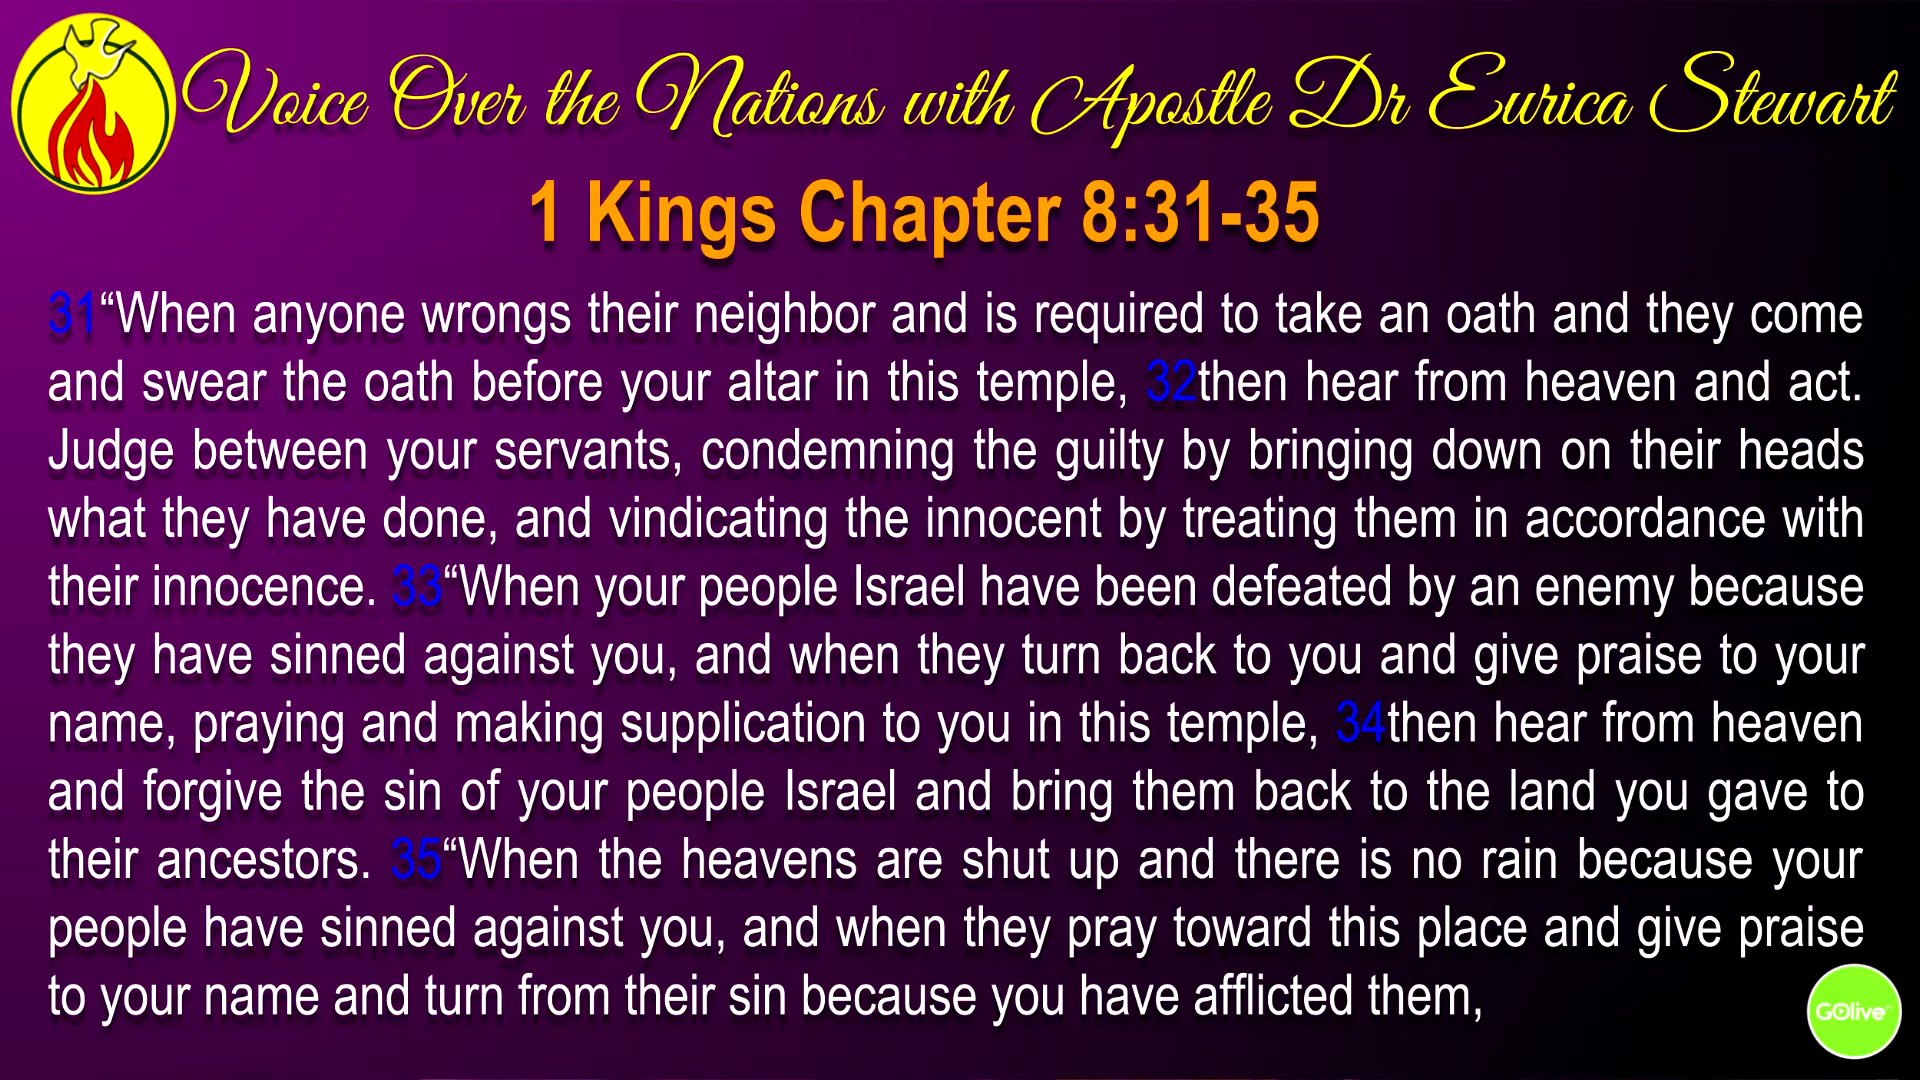 Voice Over the Nations with Apostle Dr Eurica Stewart
1 Kings Chapter 8:31-35
31“When anyone wrongs their neighbor and is required to take an oath and they come
and swear the oath before your altar in this temple, 32then hear from heaven and act.
Judge between your servants, condemning the guilty by bringing down on their heads
what they have done, and vindicating the innocent by treating them in accordance with
their innocence. 33“When your people Israel have been defeated by an enemy because
they have sinned against you, and when they turn back to you and give praise to your
name, praying and making supplication to you in this temple, 34then hear from heaven
and forgive the sin of your people Israel and bring them back to the land you gave to
their ancestors. 35“When the heavens are shut up and there is no rain because your
people have sinned against you, and when they pray toward this place and give praise
to your name and turn from their sin because you have afflicted them,
GOlive